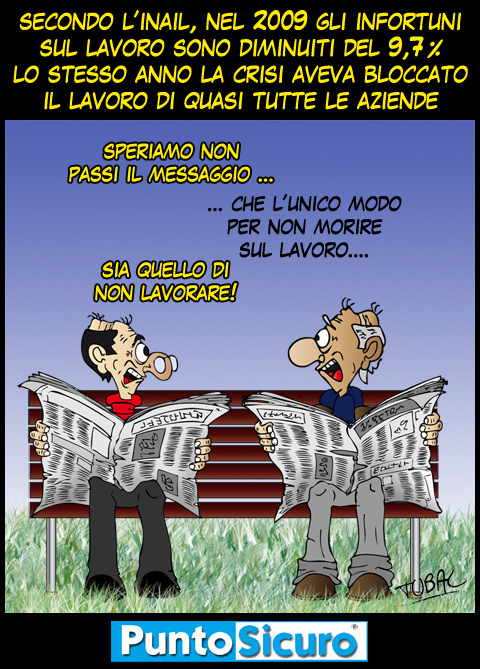 SECONDO L'INAIL, NEL 2009 GLI INFORTUNI
SUL LAVORO SONO DIMINUITI DEL 9,7%
LO STESSO ANNO LA CRISI AVEVA BLOCCATO
IL LAVORO DI QUASI TUTTE LE AZIENDE
SPERIAMO NON
PASSI IL MESSAGGIO ...
... CHE L'UNICO MODO
PER NON MORIRE
SUL LAVORO....
SIA QUELLO DI
NON LAVORARE!
TUBAL
PuntoSicuro®